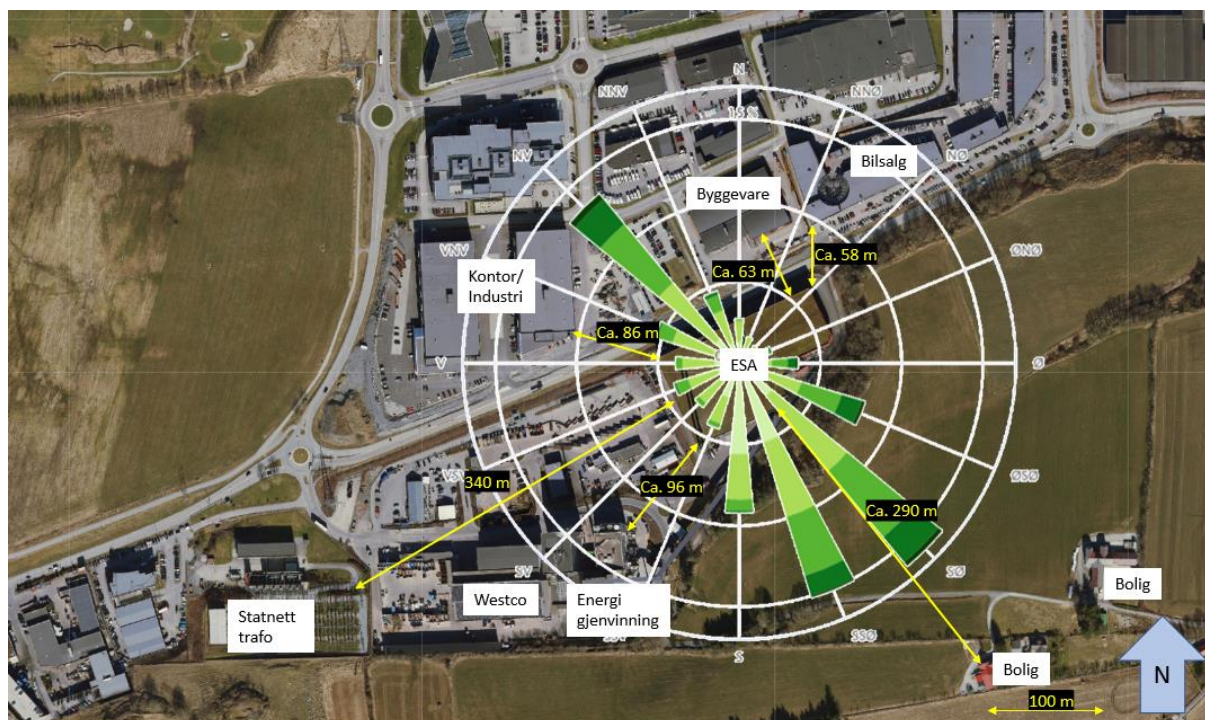 N
NNV
NNØ
15 %
NV
NØ
Bilsalg
Byggevare
VNV
ØNØ
Ca. 63 m
Ca. 58 m
Kontor/
Industri
Ca. 86 m
V
ESA
Ø
VSV
340 m
Ca. 96 m
ØSØ
Ca. 290 m
SV
SØ
Statnett
trafo
Westco
Energi
gjenvinning
Bolig
SSV
SSØ
S
Bolig
N
100 m